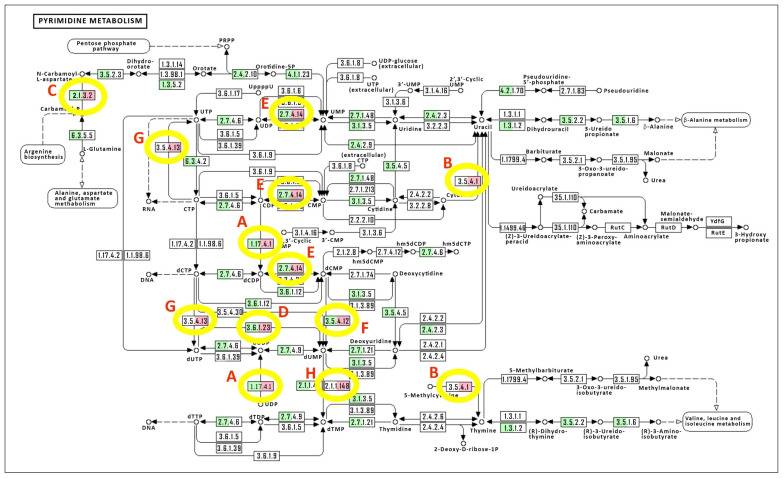 PYRIMIDINE METABOLISM
Pentose phosphate
pathway
PRPP
N-Carbamoyl
L-aspartate
3.5.2.3
Dihydro-
orotate
1.3.1.14
1.3.98.1
1.3.5.2
Orotate
2.4.2.10
Orotidine-5P
4.1.1.23
3.6.1.8
UDP-glucose
(extracellular)
3.6.1.8
UTP
(extracellular)
3'-UMP
3.1.4.16
2',3'-Cyclic
UMP
3.1.3.6
Pseudouridine-
5'-phosphate
4.2.1.70
2.7.1.83
Pseudouridine
C
2.1.3.2
Arginine
biosynthesis
6.3.5.5
L-Glutamine
Alanine, aspartate
and glutamate
methabolism
3.6.1.17
UppppU
E
UTP
2.7.4.6
UDP
2.7.4.14
UMP
2.7.1.48
3.1.3.5
Uridine
2.4.2.3
3.2.2.3
Uracil
1.3.1.1
1.3.1.2
Dihydrouracil
3.5.2.2
3-Ureido
propionate
3.5.1.6
β-Alanine
β-Alanine metabolism
3.6.1.5
3.6.1.39
2.4.2.9
G
3.5.4.13
6.3.4.2
3.6.1.9
(extracellular)
CTP
3.6.1.8
3.5.4.5
B
3.5.4.1
1.1.99.4
Barbiturate
3.5.2.1
3-Oxo-3-ureido-
propanoate
3.5.1.95
Malonate
Urea
RNA
CTP
3.6.1.5
2.7.4.6
E
2.7.4.14
CMP
2.7.1.48
2.7.1.213
3.1.3.5
Cytidine
2.4.2.2
3.2.2.8
2.2.2.10
3.6.1.9
A
1.17.4.1
3.1.4.16
3'-CMP
3.1.3.6
Ureidoacrylate
3.5.1.110
Carbamate
1.1.99.46
(Z)-3-Ureidoacrylate-
peracid
3.5.1.110
(Z)-3-Peroxy-
aminoacrylate
RutC
Aminoacrylate
RutD
Malonate-
semialdehyde
YdfG
RutE
3-Hydroxy
propionate
1.17.4.2
1.1.98.6
1.17.4.2
1.1.98.6
hm5dCDP
hm5dCTP
2.1.2.8
2.7.4.12
2.7.4.6
hm5dCMP
DNA
dCTP
2.7.4.6
dCDP
E
2.7.4.14
dCMP
2.7.1.74
3.1.3.5
3.1.3.89
Deoxycytidine
3.6.1.12
3.6.1.12
3.5.4.5
G
3.5.4.13
3.5.4.30
D
3.6.1.23
3.5.4.12
F
2.4.2.2
2.4.2.3
dUTP
2.7.4.6
3.6.1.39
2.7.4.9
dUMP
Deoxyuridine
2.7.1.21
3.1.3.5
3.1.3.89
2.4.2.1
2.4.2.1
A
1.17.4.1
UDP
H
2.1.1.148
B
3.5.4.1
5-Methylcytosine
5-Methylbarbiturate
1.1.99.4
3.5.2.1
3-Oxo-3-ureido-
isobutyrate
3.5.1.95
Methylmalonate
Urea
DNA
dTTP
2.7.4.6
dTDP
2.7.4.9
3.6.1.5
dTMP
3.1.3.5
3.1.3.89
2.7.1.21
Thymidine
2.4.2.6
2.4.2.2
2.4.2.4
2-Deoxy-D-ribose-1P
Thymine
1.3.1.1
1.3.1.2
(R)-Dihydro-
thymine
3.5.2.2
(R)-3-Ureido-
isobutyrate
3.5.1.6
(R)-3-Amino-
isobutyrate
Valine, leucine and
isoleucine metabolism
3.6.1.5
3.6.1.39
3.6.1.9